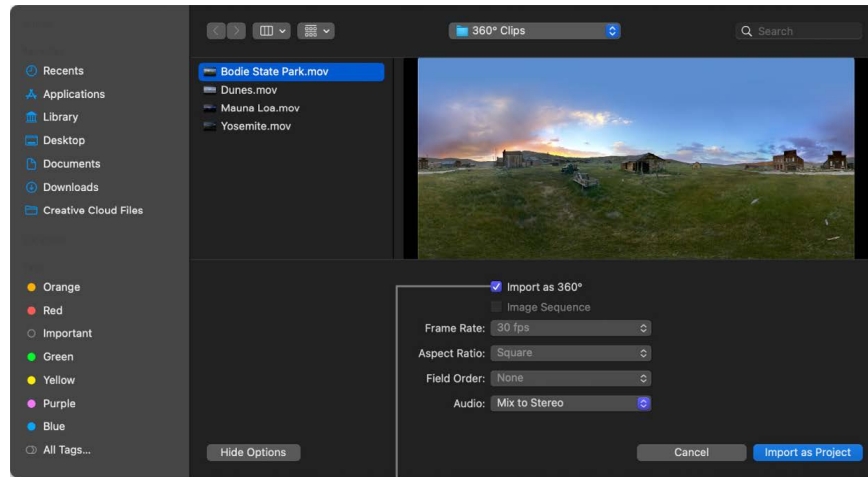 360° Clips
Search
Recents
Applications
Library
Desktop
Documents
Downloads
Creative Cloud Files
Orange
Red
Important
Green
Yellow
Purple
Blue
All Tags...
Bodie State Park.mov
Dunes.mov
Mauna Loa.mov
Yosemite.mov
Import as 360°
Image Sequence
Frame Rate: 30 fps
Aspect Ratio: Square
Field Order: None
Audio: Mix to Stereo
Hide Options
Cancel
Import as Project